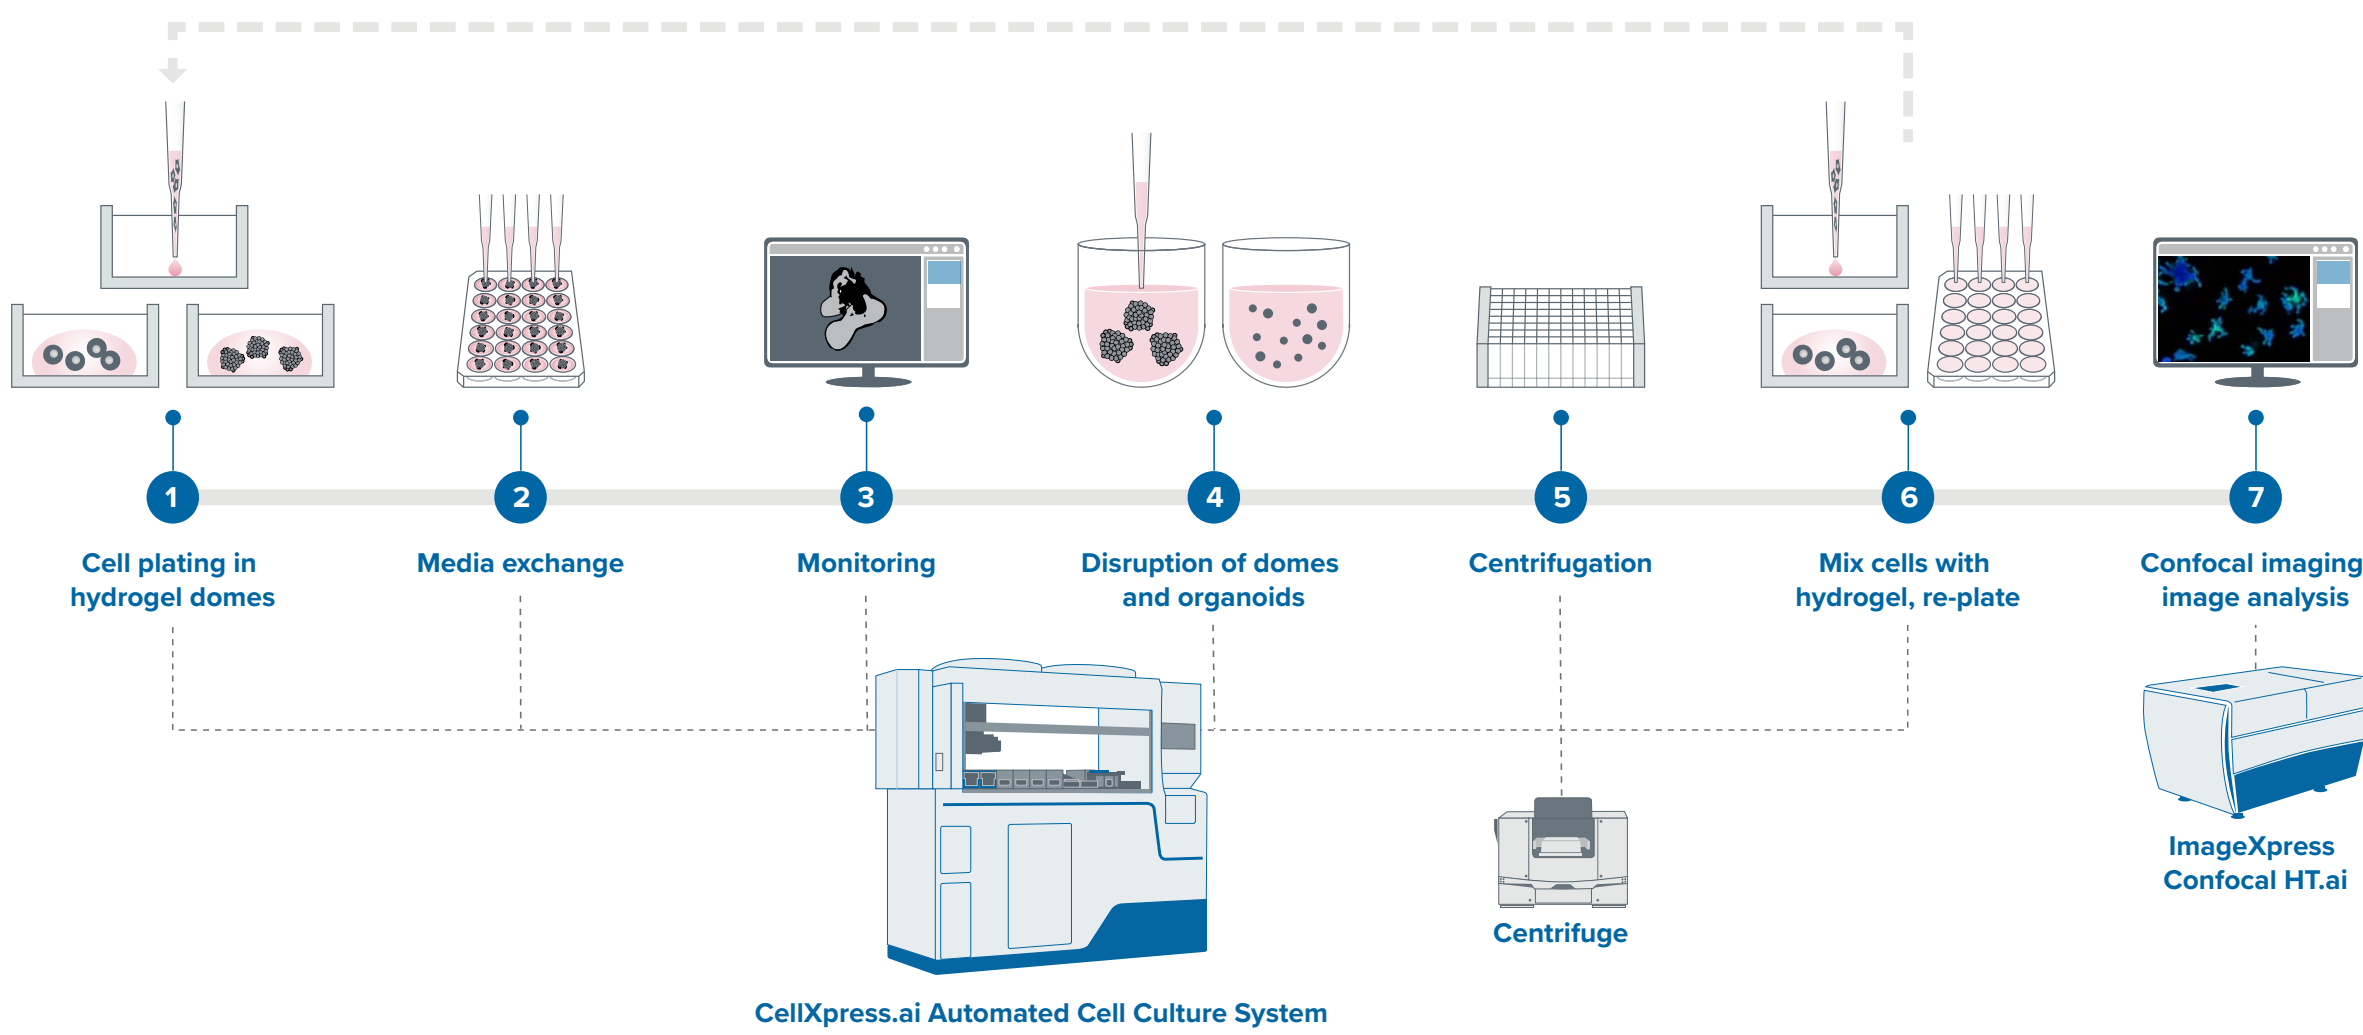 1
2
3
4
5
6
7
Cell plating in
hydrogel domes
Media exchange
Monitoring
Disruption of domes
and organoids
Centrifugation
Mix cells with
hydrogel, re-plate
Confocal imaging
image analysis
ImageXpress
Confocal HT.ai
Centrifuge
CellXpress.ai Automated Cell Culture System